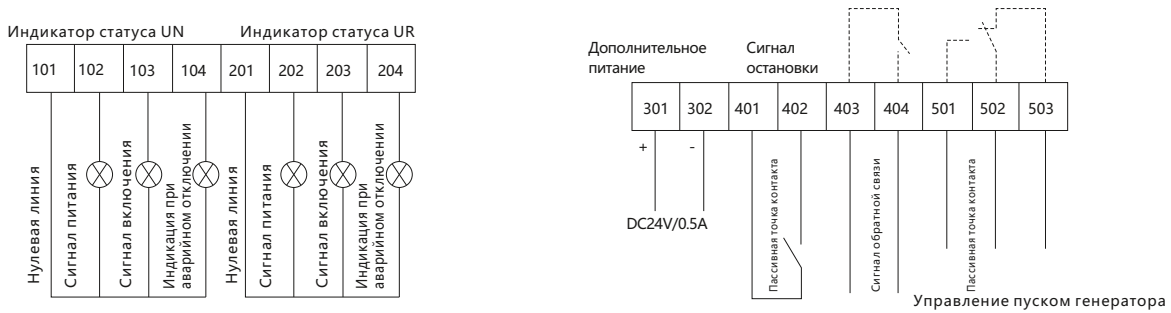 Индикатор статуса UN
101 102 103 104
Нулевая линия
Сигнал питания
Сигнал включения
Индикация при
аварийном отключении
Индикатор статуса UR
201 202 203 204
Нулевая линия
Сигнал питания
Сигнал включения
Индикация при
аварийном отключении
Дополнительное
питание
Сигнал
остановки
301 302 401 402 403 404 501 502 503
+ -
DC24V/0.5A
Пассивная точка контакта
Сигнал обратной связи
Пассивная точка контакта
Управление пуском генератора